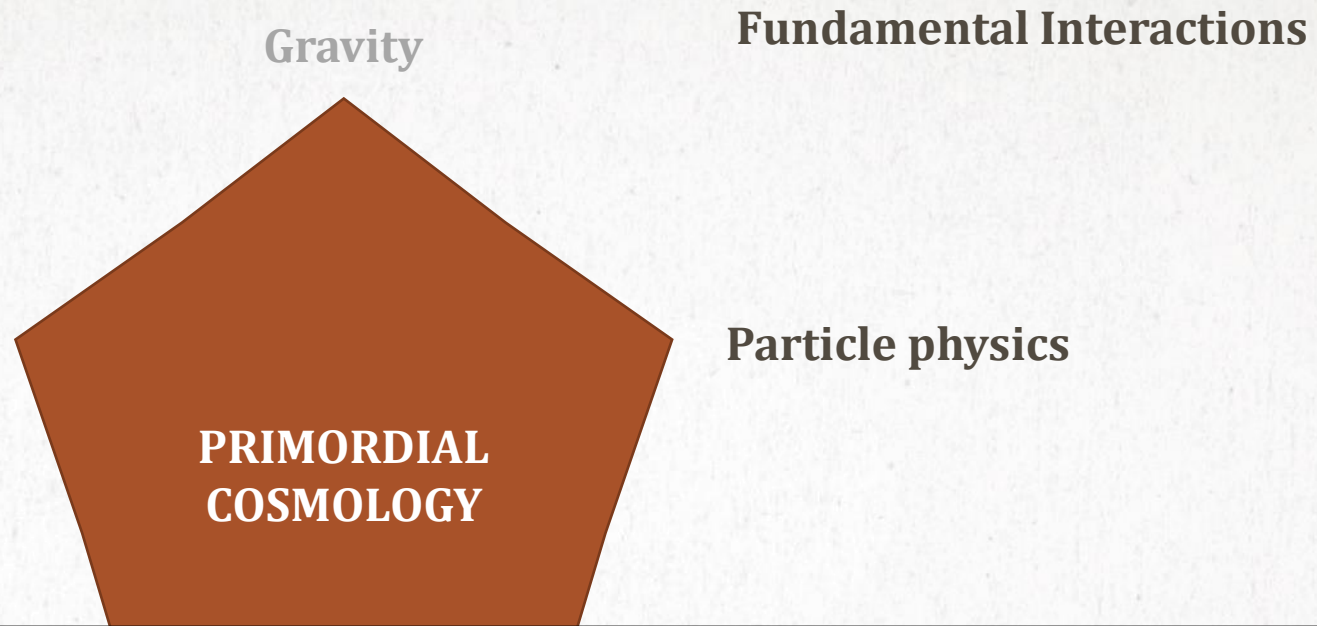 Fundamental Interactions
Gravity
Particle physics
PRIMORDIAL
COSMOLOGY